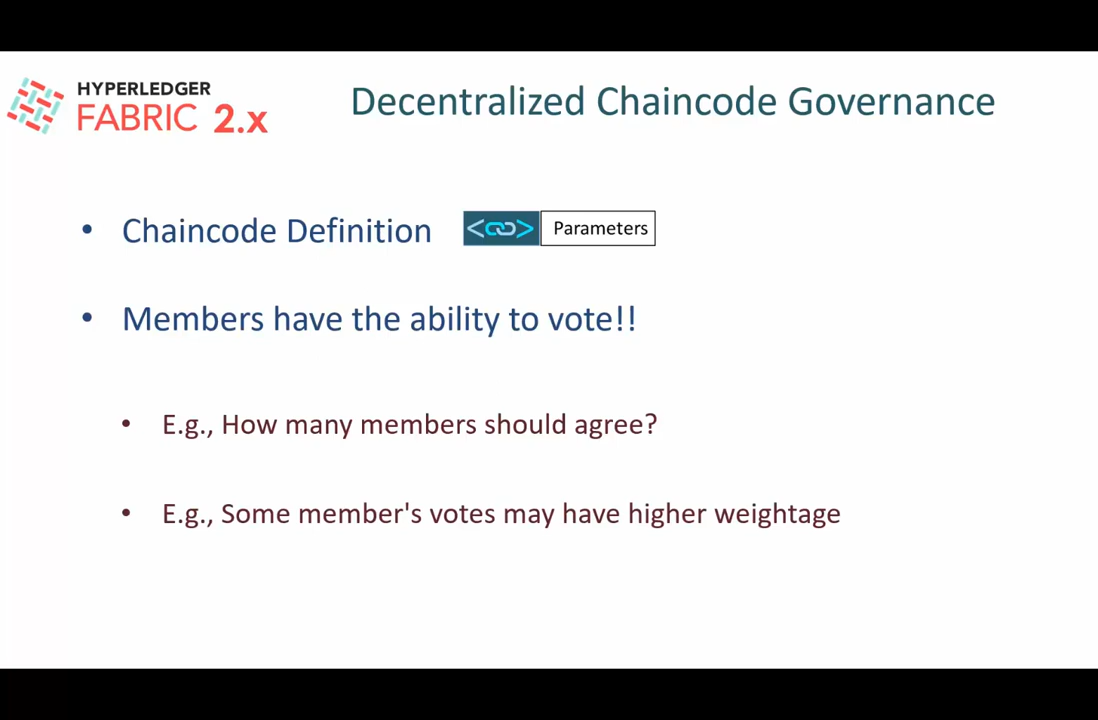 HYPERLEDGER
FABRIC 2.x
Decentralized Chaincode Governance
• Chaincode Definition
Parameters
• Members have the ability to vote!!
• E.g., How many members should agree?
• E.g., Some member's votes may have higher weightage